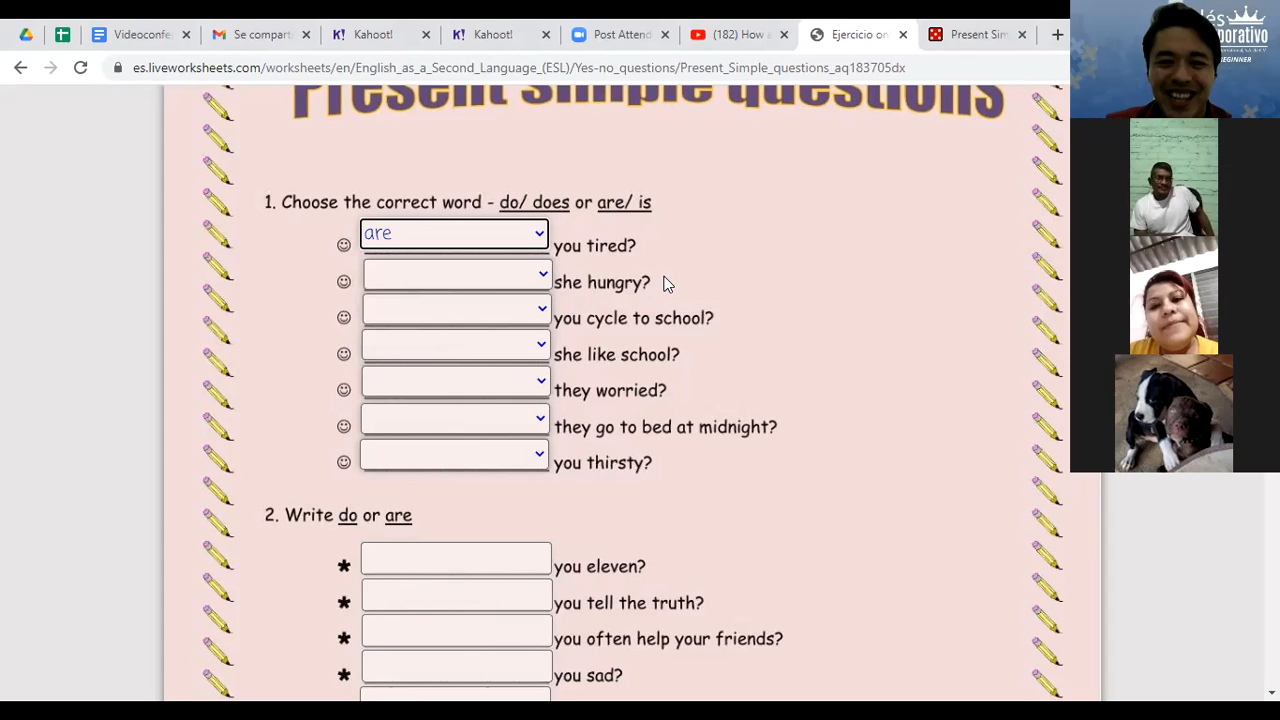 Videoconfe
Se compart
Kahoot!
Kahoot!
Post Attend
(182) How
Ejercicio on
Present Sim
és
porativo
BEGINNER
es.liveworksheets.com/worksheets/en/English_as_a_Second_Language_(ESL)/Yes-no_questions/Present_Simple_questions_aq183705dx
Present Simple questions
1. Choose the correct word - do/ does or are/ is
are you tired?
she hungry?
you cycle to school?
she like school?
they worried?
they go to bed at midnight?
you thirsty?
2. Write do or are
* you eleven?
* you tell the truth?
* you often help your friends?
* you sad?